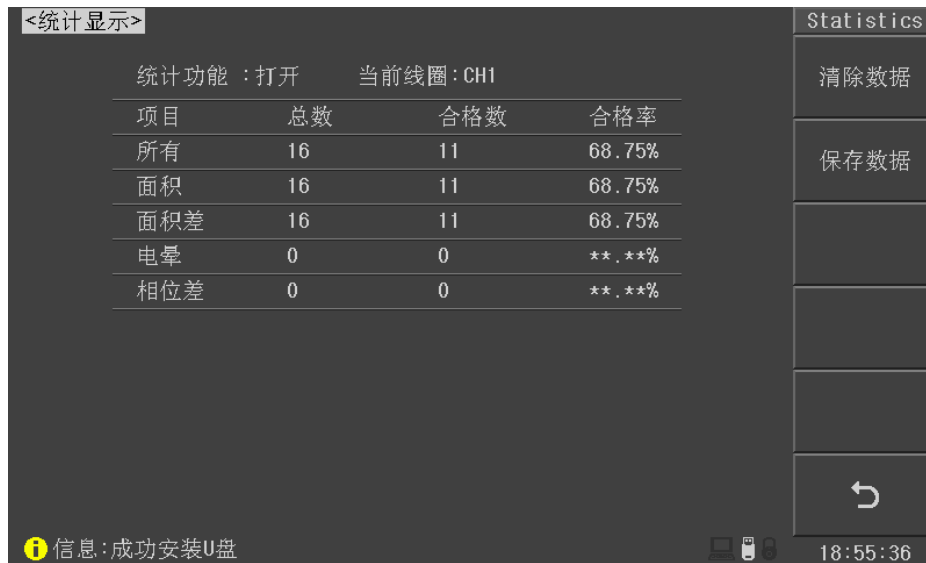 <统计显示>
Statistics
统计功能 :打开 当前线圈:CH1
清除数据
项目 总数 合格数 合格率
所有 16 11 68.75%
保存数据
面积 16 11 68.75%
面积差 16 11 68.75%
电晕 0 0 **.**%
相位差 0 0 **.**%
信息:成功安装U盘
18:55:36